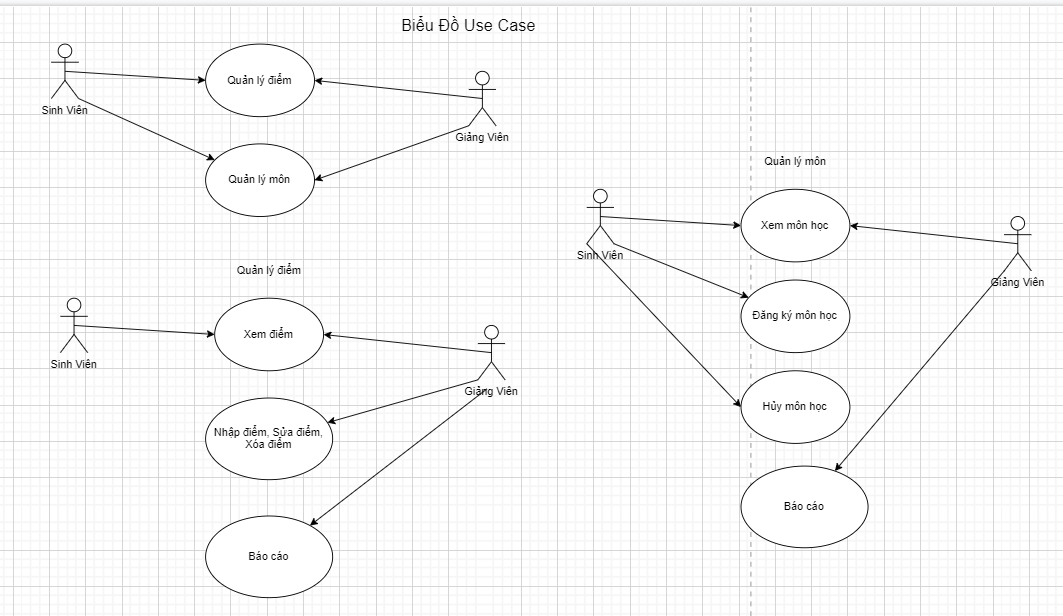 Biểu Đồ Use Case
Quản lý điểm
Sinh Viên
Giảng Viên
Quản lý môn
Quản lý điểm
Xem điểm
Sinh Viên
Giảng Viên
Nhập điểm, Sửa điểm,
Xóa điểm
Báo cáo
Quản lý môn
Xem môn học
Sinh Viên
Giảng Viên
Đăng ký môn học
Hủy môn học
Báo cáo